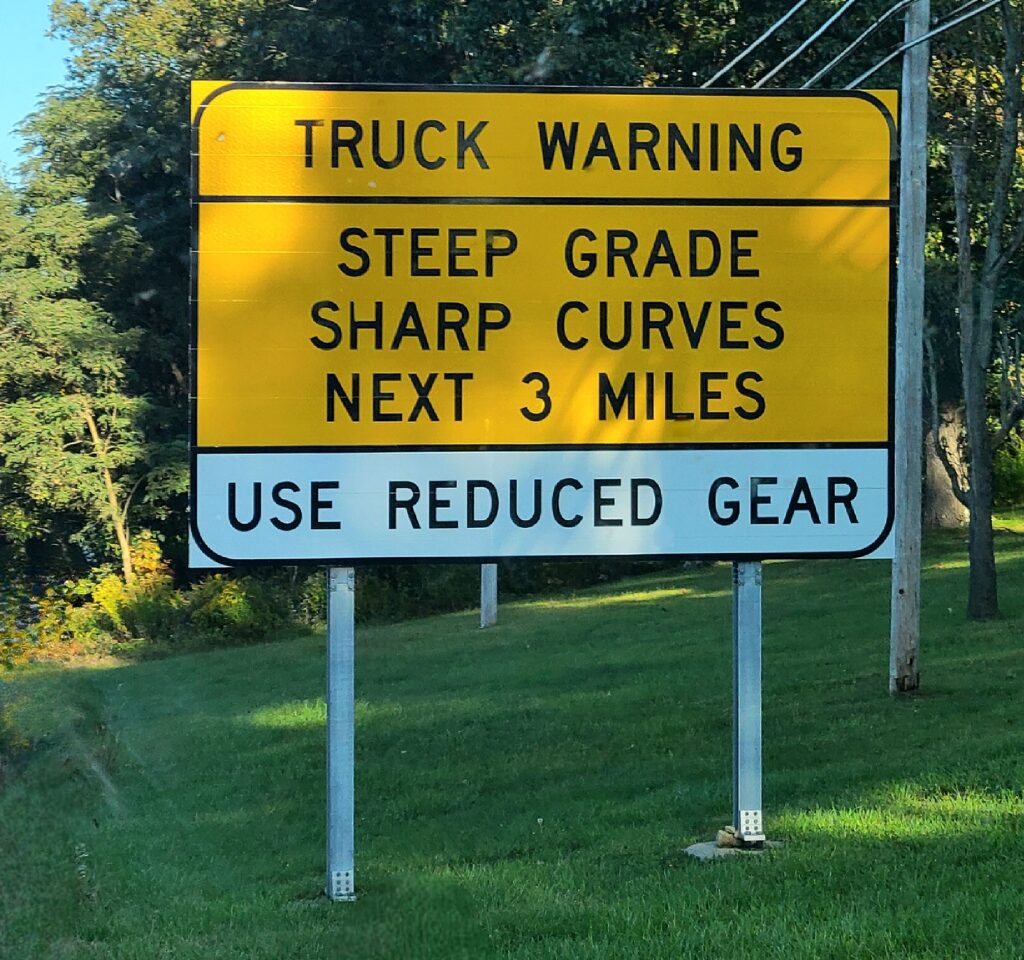 TRUCK WARNING
STEEP GRADE
SHARP CURVES
NEXT 3 MILES
USE REDUCED GEAR